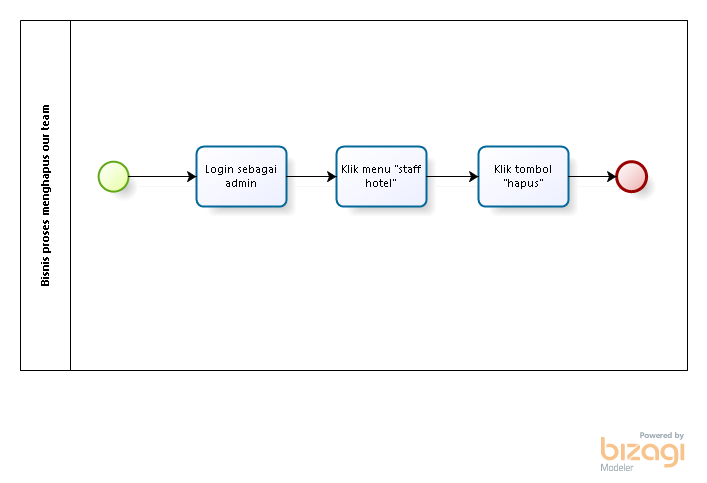 Bisnis proses menghapus our team
Login sebagai
admin
Klik menu "staff
hotel"
Klik tombol
"hapus"
Powered by
bizagi
Modeler